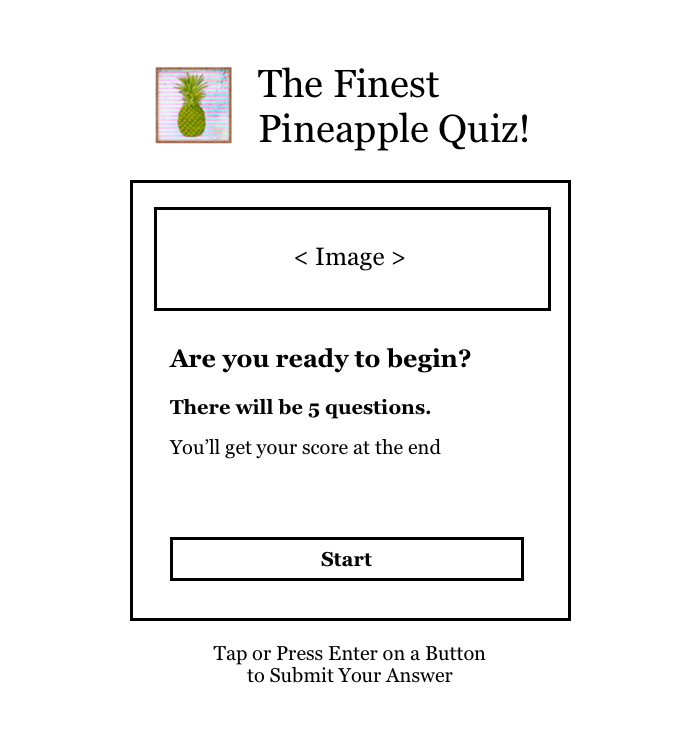 The Finest
Pineapple Quiz!
< Image >
Are you ready to begin?
There will be 5 questions.
You’ll get your score at the end
Start
Tap or Press Enter on a Button
to Submit Your Answer